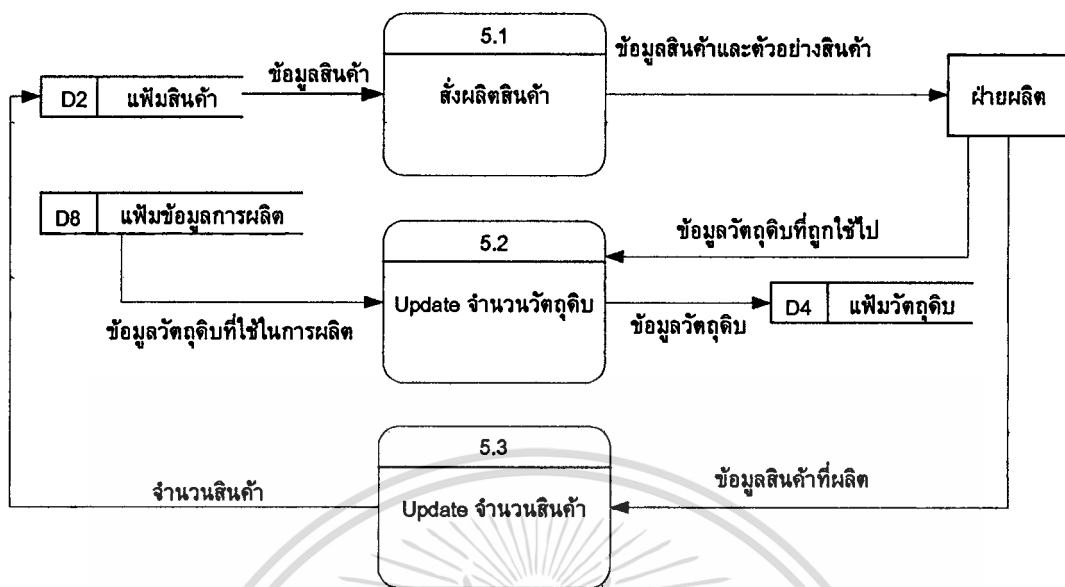 5.1
ข้อมูลสินค้าและตัวอย่างสินค้า
ข้อมูลสินค้า
D2 แฟ้มสินค้า
สั่งผลิตสินค้า
ฝ่ายผลิต
D8 แฟ้มข้อมูลการผลิต
5.2
ข้อมูลวัตถุดิบที่ถูกใช้ไป
Update จำนวนวัตถุดิบ
D4 แฟ้มวัตถุดิบ
ข้อมูลวัตถุดิบที่ใช้ในการผลิต
ข้อมูลวัตถุดิบ
5.3
จำนวนสินค้า
Update จำนวนสินค้า
ข้อมูลสินค้าที่ผลิต